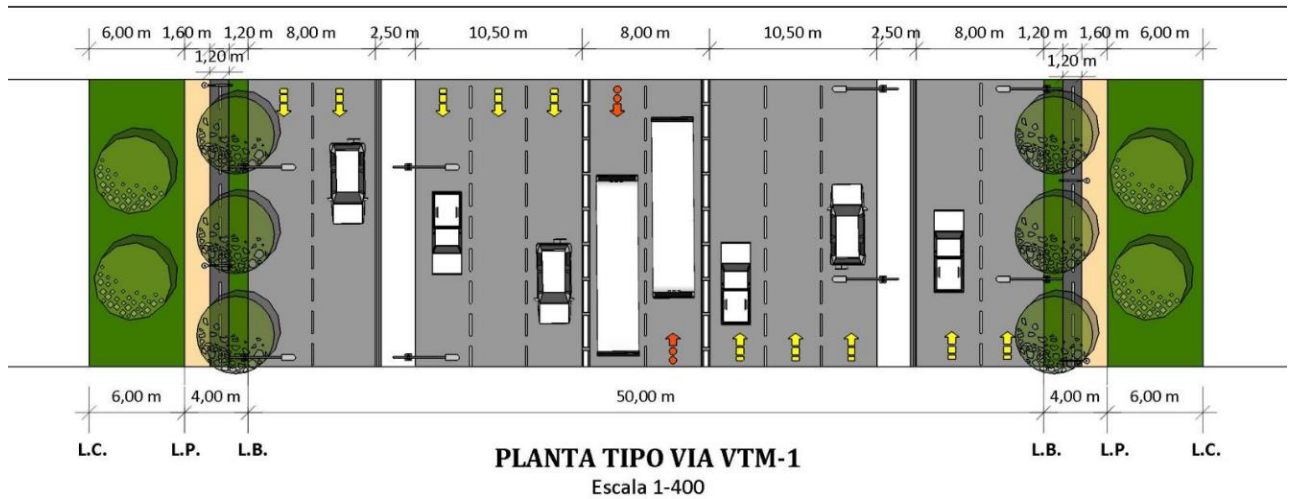 6,00 m 1,60 m 1,20 m 8,00 m 2,50 m 10,50 m 8,00 m 10,50 m 2,50 m 8,00 m 1,20 m 1,60 m 6,00 m
1,20 m 1,20 m
6,00 m 4,00 m 50,00 m 4,00 m 6,00 m
L.C. L.P. L.B. L.B. L.P. L.C.
PLANTA TIPO VIA VTM-1
Escala 1-400